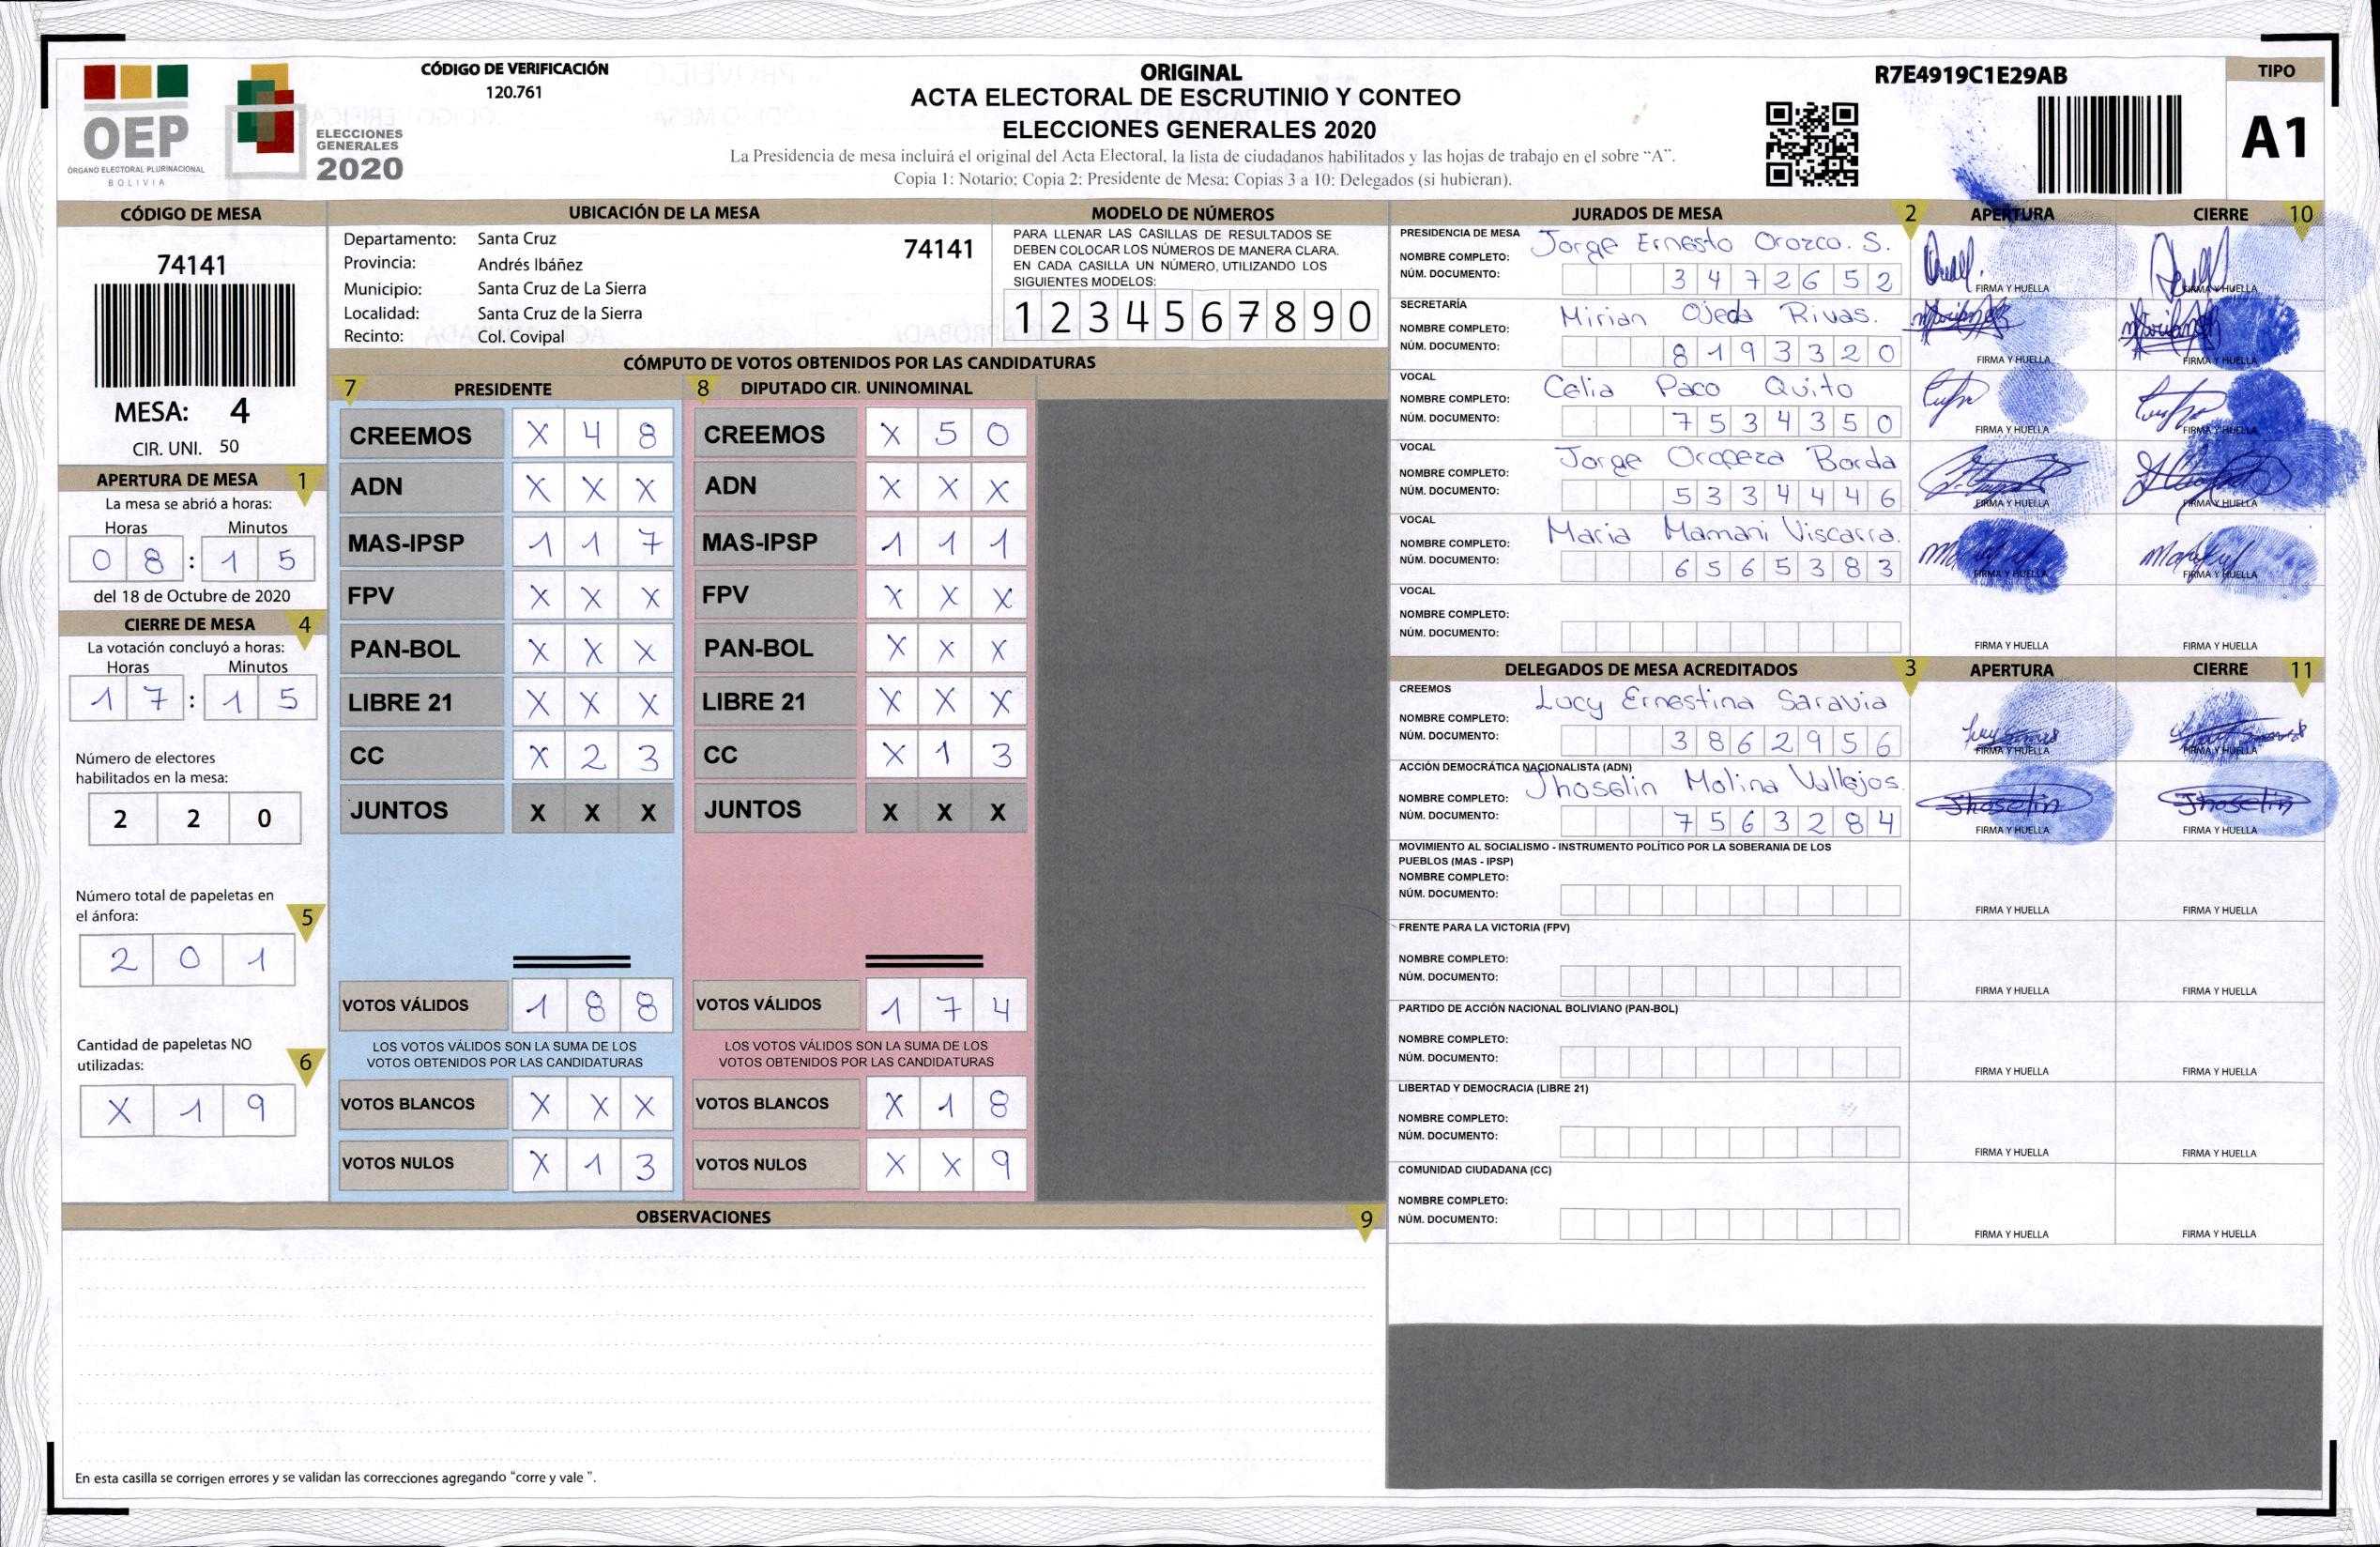 OEP
ÓRGANO ELECTORAL PLURINACIONAL
BOLIVIA
ELECCIONES
GENERALES
2020
CÓDIGO DE VERIFICACIÓN
120.761
ORIGINAL
ACTA ELECTORAL DE ESCRUTINIO Y CONTEO
ELECCIONES GENERALES 2020
La Presidencia de mesa incluirá el original del Acta Electoral, la lista de ciudadanos habilitados y las hojas de trabajo en el sobre “A”.
Copia 1: Notario; Copia 2: Presidente de Mesa; Copias 3 a 10: Delegados (si hubieran).
R7E4919C1E29AB
TIPO
A1
CÓDIGO DE MESA
74141
MESA: 4
CIR. UNI. 50
APERTURA DE MESA 1
La mesa se abrió a horas:
Horas Minutos
0 8 : 1 5
del 18 de Octubre de 2020
CIERRE DE MESA 4
La votación concluyó a horas:
Horas Minutos
1 7 : 1 5
Número de electores
habilitados en la mesa:
2 2 0
Número total de papeletas en
el ánfora: 5
2 0 1
Cantidad de papeletas NO
utilizadas: 6
X 1 9
UBICACIÓN DE LA MESA
Departamento: Santa Cruz 74141
Provincia: Andrés Ibáñez
Municipio: Santa Cruz de La Sierra
Localidad: Santa Cruz de la Sierra
Recinto: Col. Covipal
MODELO DE NÚMEROS
PARA LLENAR LAS CASILLAS DE RESULTADOS SE
DEBEN COLOCAR LOS NÚMEROS DE MANERA CLARA.
EN CADA CASILLA UN NÚMERO, UTILIZANDO LOS
SIGUIENTES MODELOS:
1 2 3 4 5 6 7 8 9 0
CÓMPUTO DE VOTOS OBTENIDOS POR LAS CANDIDATURAS
7 PRESIDENTE
CREEMOS X 4 8
ADN X X X
MAS-IPSP 1 1 7
FPV X X X
PAN-BOL X X X
LIBRE 21 X X X
CC X 2 3
JUNTOS X X X
VOTOS VÁLIDOS 1 8 8
LOS VOTOS VÁLIDOS SON LA SUMA DE LOS
VOTOS OBTENIDOS POR LAS CANDIDATURAS
VOTOS BLANCOS X X X
VOTOS NULOS X 1 3
8 DIPUTADO CIR. UNINOMINAL
CREEMOS X 5 0
ADN X X X
MAS-IPSP 1 1 1
FPV X X X
PAN-BOL X X X
LIBRE 21 X X X
CC X 1 3
JUNTOS X X X
VOTOS VÁLIDOS 1 7 4
LOS VOTOS VÁLIDOS SON LA SUMA DE LOS
VOTOS OBTENIDOS POR LAS CANDIDATURAS
VOTOS BLANCOS X 1 8
VOTOS NULOS X X 9
OBSERVACIONES 9
En esta casilla se corrigen errores y se validan las correcciones agregando “corre y vale ”.
JURADOS DE MESA 2 APERTURA CIERRE 10
PRESIDENCIA DE MESA
NOMBRE COMPLETO: Jorge Ernesto Orozco. S.
NÚM. DOCUMENTO: 3 4 7 2 6 5 2
FIRMA Y HUELLA FIRMA Y HUELLA
SECRETARÍA
NOMBRE COMPLETO: Mirian Ojeda Rivas.
NÚM. DOCUMENTO: 8 1 9 3 3 2 0
FIRMA Y HUELLA FIRMA Y HUELLA
VOCAL
NOMBRE COMPLETO: Celia Paco Quito
NÚM. DOCUMENTO: 7 5 3 4 3 5 0
FIRMA Y HUELLA FIRMA Y HUELLA
VOCAL
NOMBRE COMPLETO: Jorge Oropeza Borda
NÚM. DOCUMENTO: 5 3 3 4 4 4 6
FIRMA Y HUELLA FIRMA Y HUELLA
VOCAL
NOMBRE COMPLETO: Maria Mamani Viscarra.
NÚM. DOCUMENTO: 6 5 6 5 3 8 3
FIRMA Y HUELLA FIRMA Y HUELLA
VOCAL
NOMBRE COMPLETO:
NÚM. DOCUMENTO:
FIRMA Y HUELLA FIRMA Y HUELLA
DELEGADOS DE MESA ACREDITADOS 3 APERTURA CIERRE 11
CREEMOS
NOMBRE COMPLETO: Lucy Ernestina Saravia
NÚM. DOCUMENTO: 3 8 6 2 9 5 6
FIRMA Y HUELLA FIRMA Y HUELLA
ACCIÓN DEMOCRÁTICA NACIONALISTA (ADN)
NOMBRE COMPLETO: Jhoselin Molina Vallejos.
NÚM. DOCUMENTO: 7 5 6 3 2 8 4
Jhoselin Jhoselin
FIRMA Y HUELLA FIRMA Y HUELLA
MOVIMIENTO AL SOCIALISMO - INSTRUMENTO POLÍTICO POR LA SOBERANIA DE LOS
PUEBLOS (MAS - IPSP)
NOMBRE COMPLETO:
NÚM. DOCUMENTO:
FIRMA Y HUELLA FIRMA Y HUELLA
FRENTE PARA LA VICTORIA (FPV)
NOMBRE COMPLETO:
NÚM. DOCUMENTO:
FIRMA Y HUELLA FIRMA Y HUELLA
PARTIDO DE ACCIÓN NACIONAL BOLIVIANO (PAN-BOL)
NOMBRE COMPLETO:
NÚM. DOCUMENTO:
FIRMA Y HUELLA FIRMA Y HUELLA
LIBERTAD Y DEMOCRACIA (LIBRE 21)
NOMBRE COMPLETO:
NÚM. DOCUMENTO:
FIRMA Y HUELLA FIRMA Y HUELLA
COMUNIDAD CIUDADANA (CC)
NOMBRE COMPLETO:
NÚM. DOCUMENTO:
FIRMA Y HUELLA FIRMA Y HUELLA